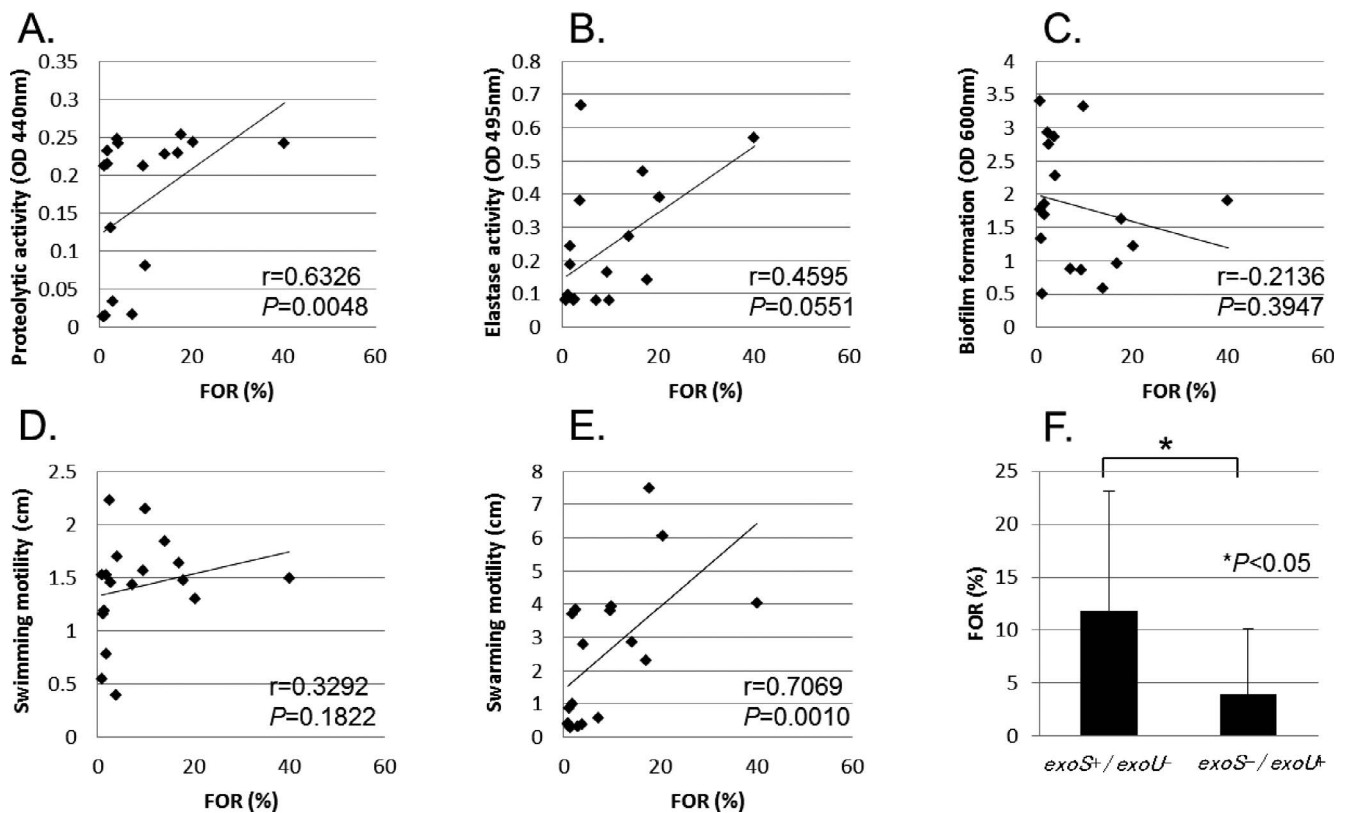 A.
Proteolytic activity (OD 440nm)
0.35
0.3
0.25
0.2
0.15
0.1
0.05
0
0
20
40
60
FOR (%)
r=0.6326
P=0.0048
B.
Elastase activity (OD 495nm)
0.8
0.7
0.6
0.5
0.4
0.3
0.2
0.1
0
0
20
40
60
FOR (%)
r=0.4595
P=0.0551
C.
Biofilm formation (OD 600nm)
4
3.5
3
2.5
2
1.5
1
0.5
0
0
20
40
60
FOR (%)
r=-0.2136
P=0.3947
D.
Swimming motility (cm)
2.5
2
1.5
1
0.5
0
0
20
40
60
FOR (%)
r=0.3292
P=0.1822
E.
Swarming motility (cm)
8
7
6
5
4
3
2
1
0
0
20
40
60
FOR (%)
r=0.7069
P=0.0010
F.
FOR (%)
25
20
15
10
5
0
*
*P<0.05
exoS+/exoU-
exoS-/exoU+